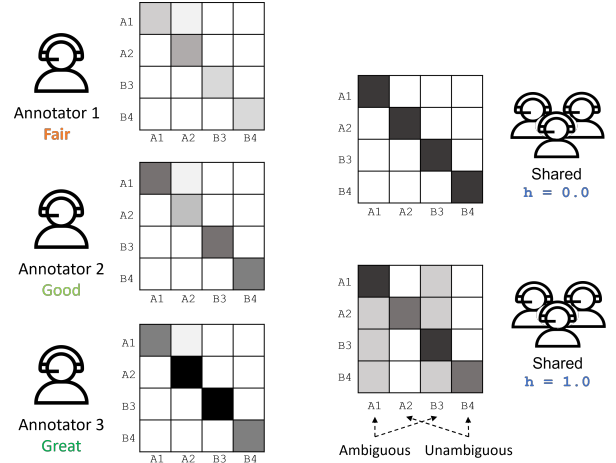 A1
A2
B3
B4
A1 A2 B3 B4
Annotator 1
Fair
A1
A2
B3
B4
A1 A2 B3 B4
Annotator 2
Good
A1
A2
B3
B4
A1 A2 B3 B4
Annotator 3
Great
A1
A2
B3
B4
A1 A2 B3 B4
Shared
h = 0.0
A1
A2
B3
B4
A1 A2 B3 B4
Shared
h = 1.0
Ambiguous Unambiguous